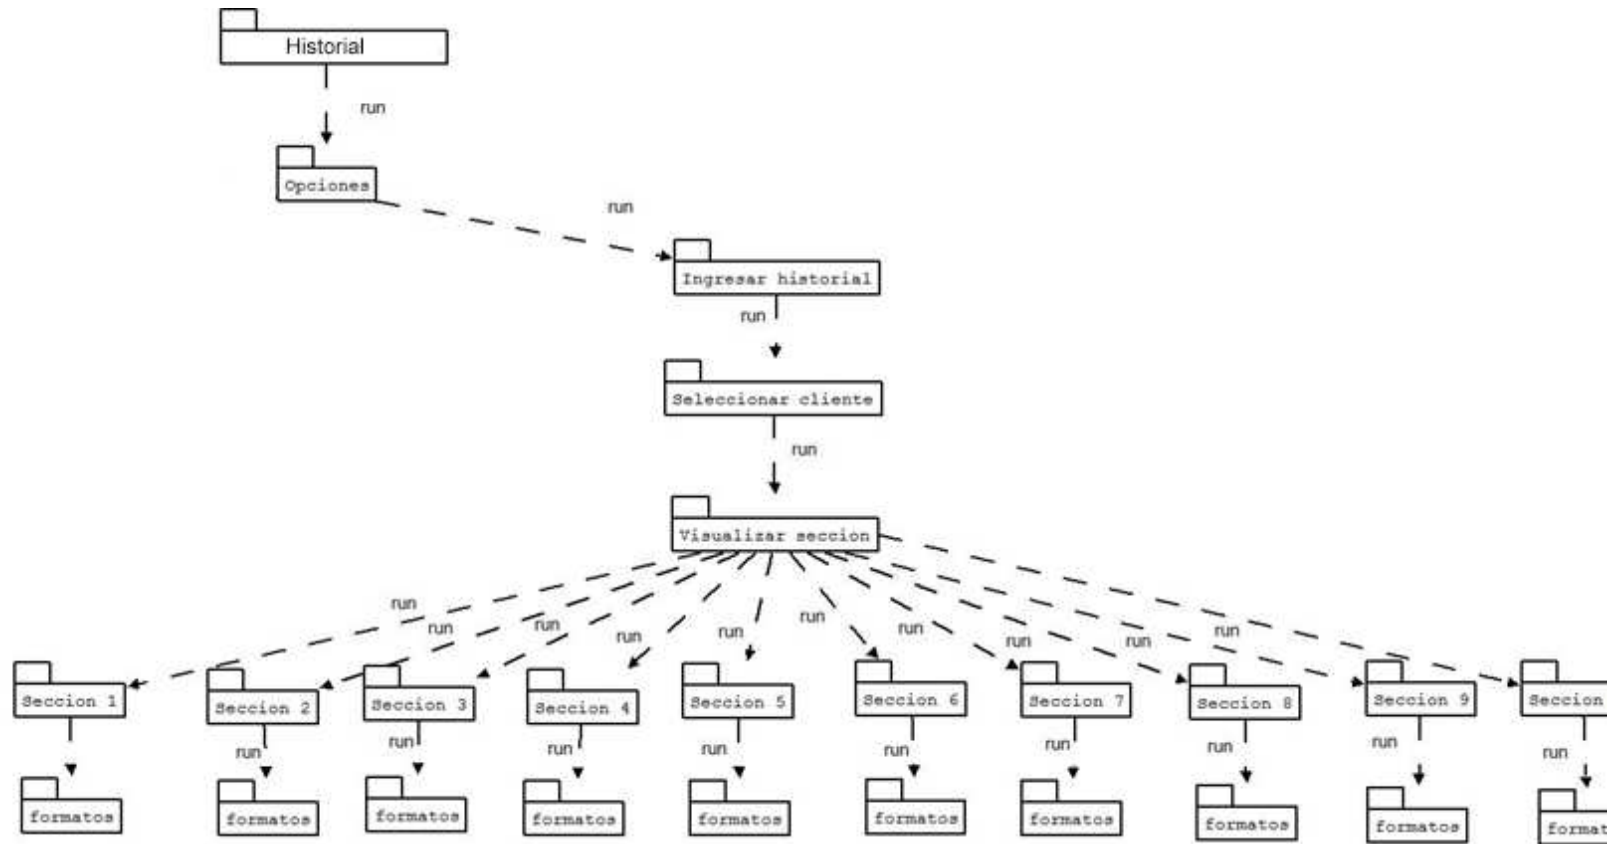 Historial
run
Opciones
run
Ingresar historial
run
Seleccionar cliente
run
Visualizar seccion
run
run
run
run
run
run
run
run
run
run
Seccion 1
Seccion 2
Seccion 3
Seccion 4
Seccion 5
Seccion 6
Seccion 7
Seccion 8
Seccion 9
Seccion
run
run
run
run
run
run
run
run
run
formatos
formatos
formatos
formatos
formatos
formatos
formatos
formatos
formatos
format